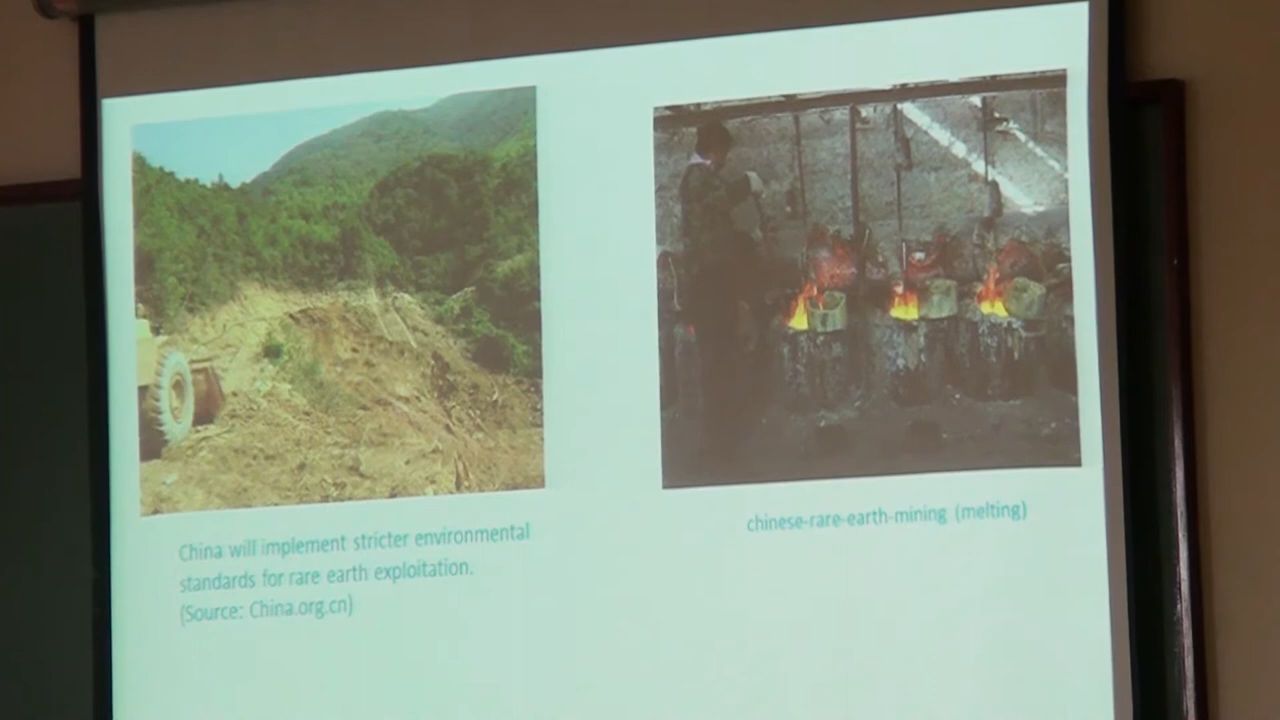 China will implement stricter environmental
standards for rare earth exploitation.
(Source: China.org.cn)
chinese-rare-earth-mining (melting)